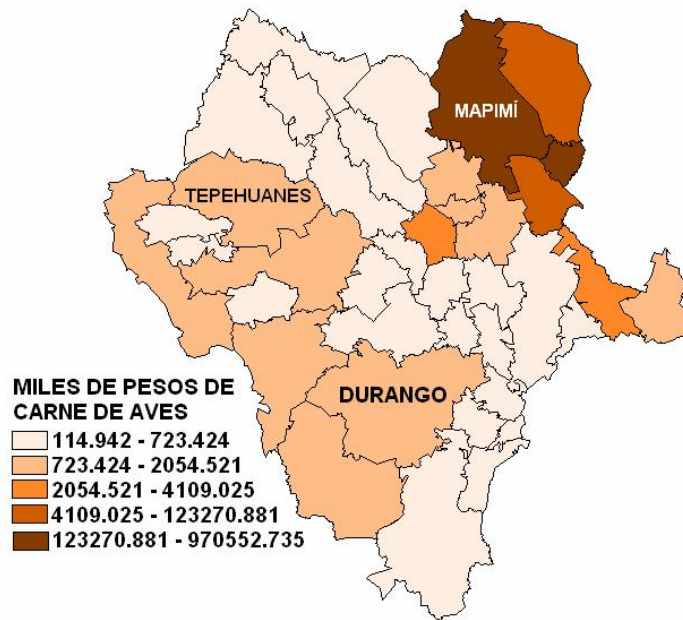 MAPIMÍ
TEPEHUANES
DURANGO
MILES DE PESOS DE
CARNE DE AVES
114.942 - 723.424
723.424 - 2054.521
2054.521 - 4109.025
4109.025 - 123270.881
123270.881 - 970552.735